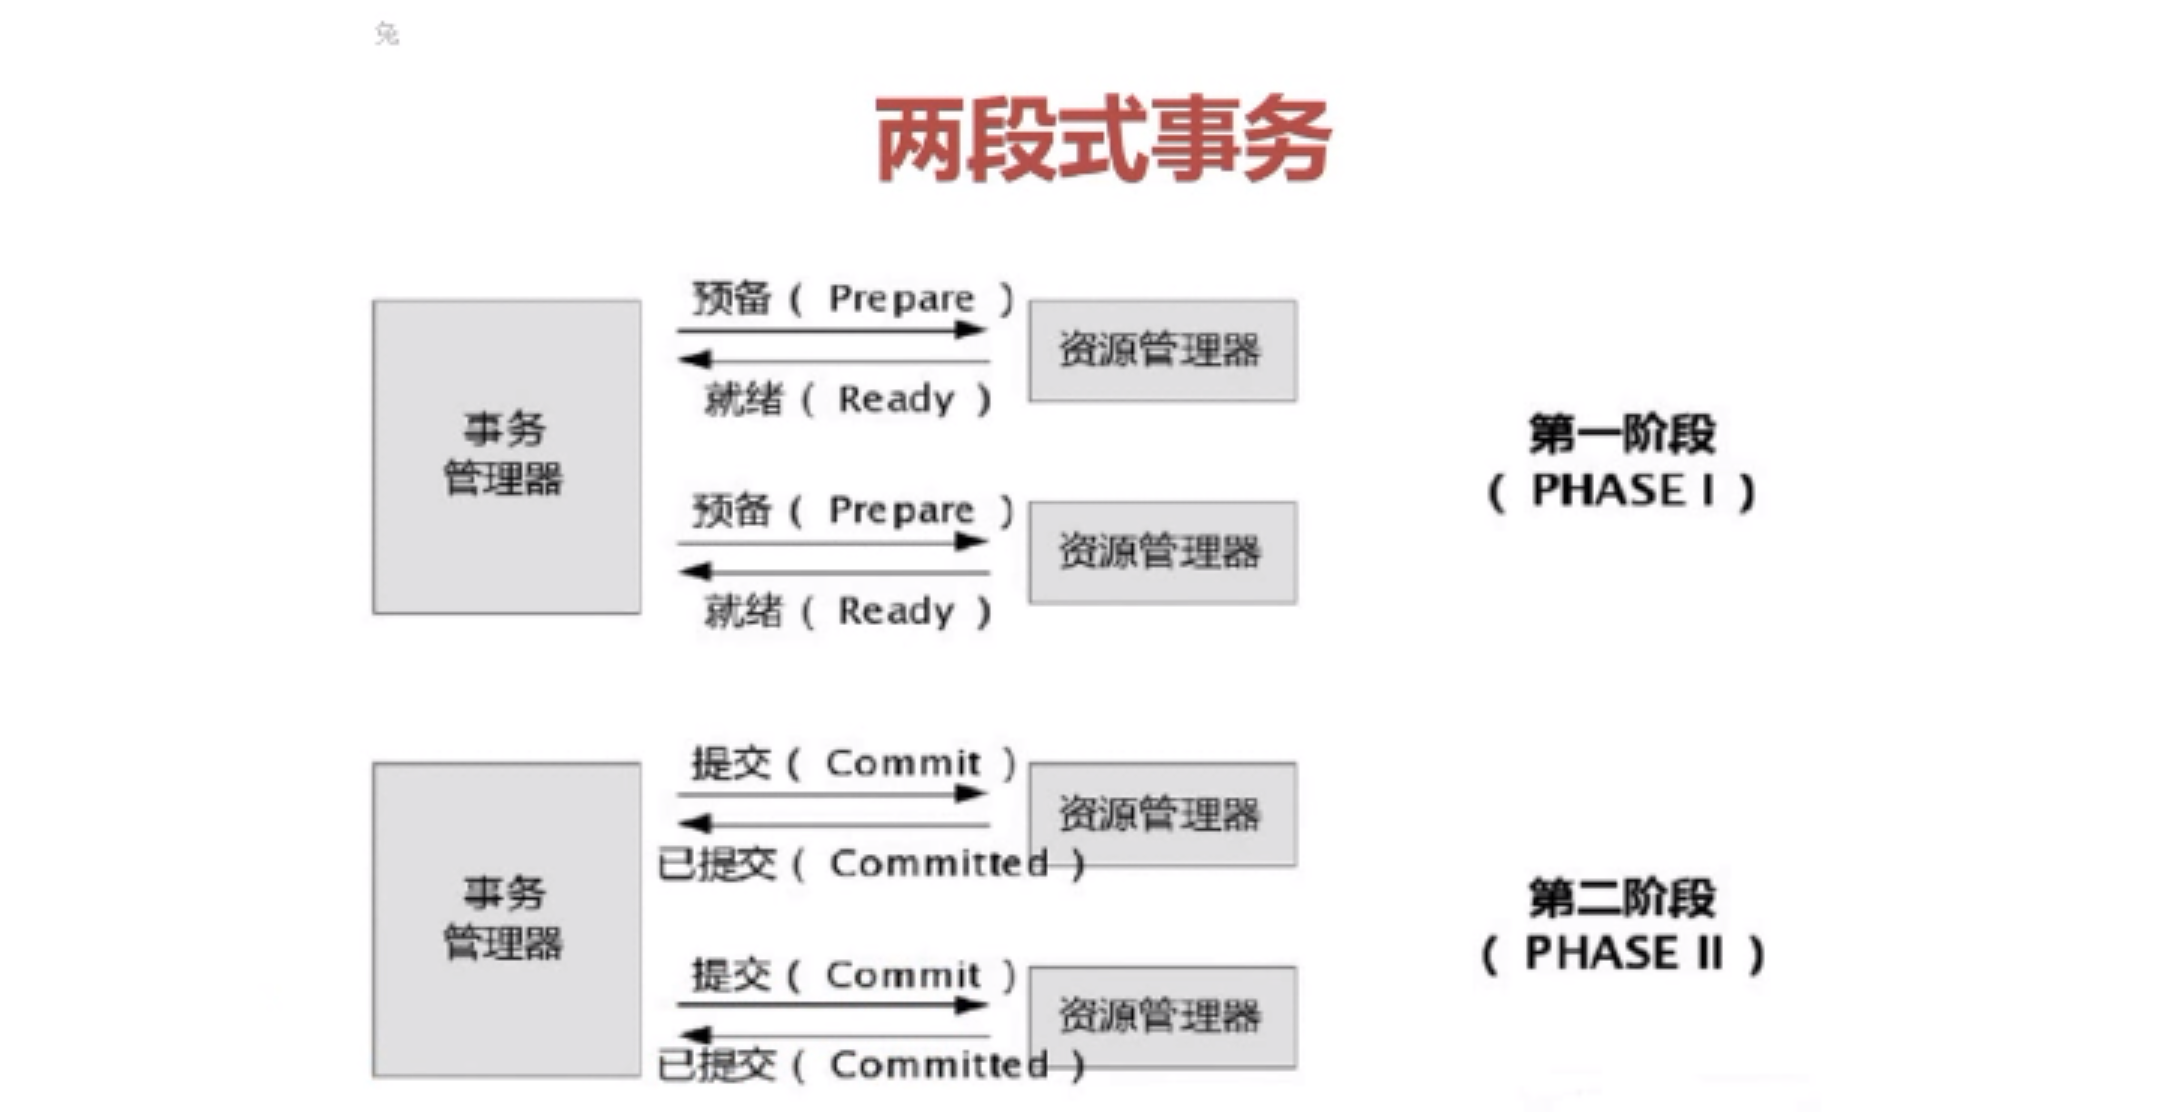 兔
两段式事务
预备（ Prepare ）
就绪（ Ready ）
资源管理器
事务
管理器
预备（ Prepare ）
就绪（ Ready ）
资源管理器
第一阶段
（ PHASE I ）
提交（ Commit ）
已提交（ Committed ）
资源管理器
事务
管理器
提交（ Commit ）
已提交（ Committed ）
资源管理器
第二阶段
（ PHASE II ）